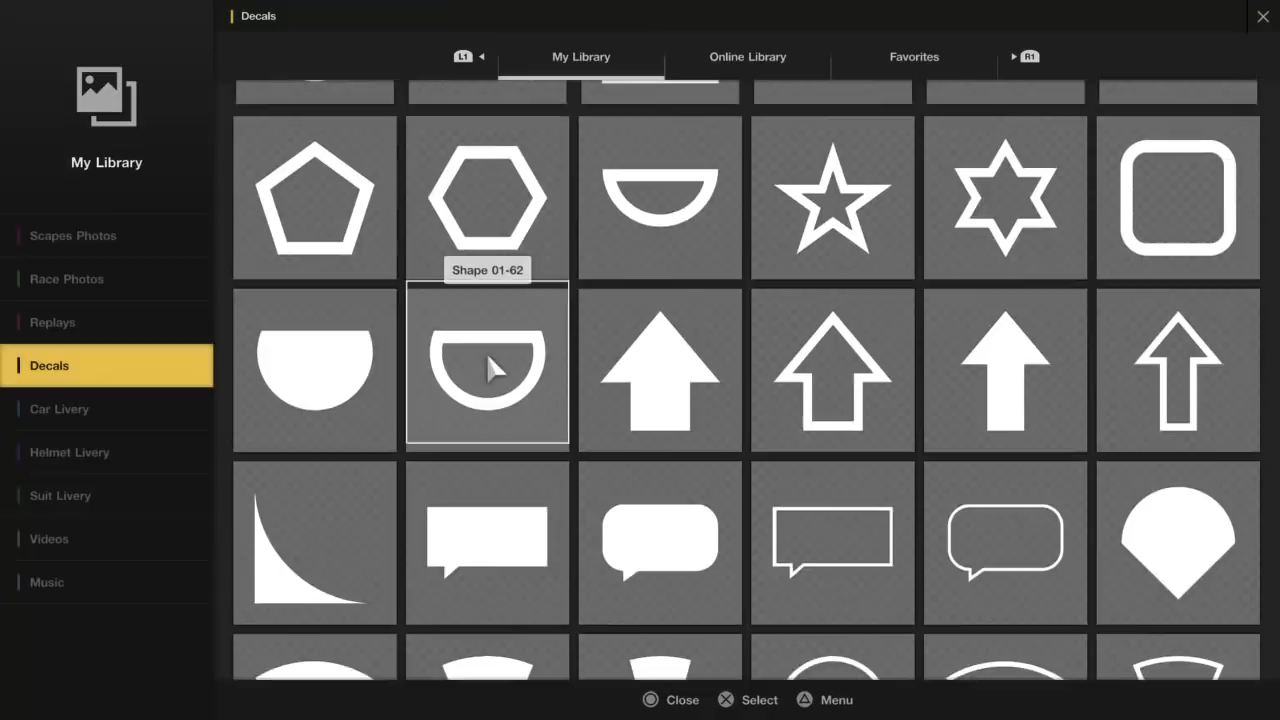 Decals
L1
My Library
Online Library
Favorites
R1
My Library
Scapes Photos
Race Photos
Replays
Decals
Car Livery
Helmet Livery
Suit Livery
Videos
Music
Shape 01-62
Close
Select
Menu